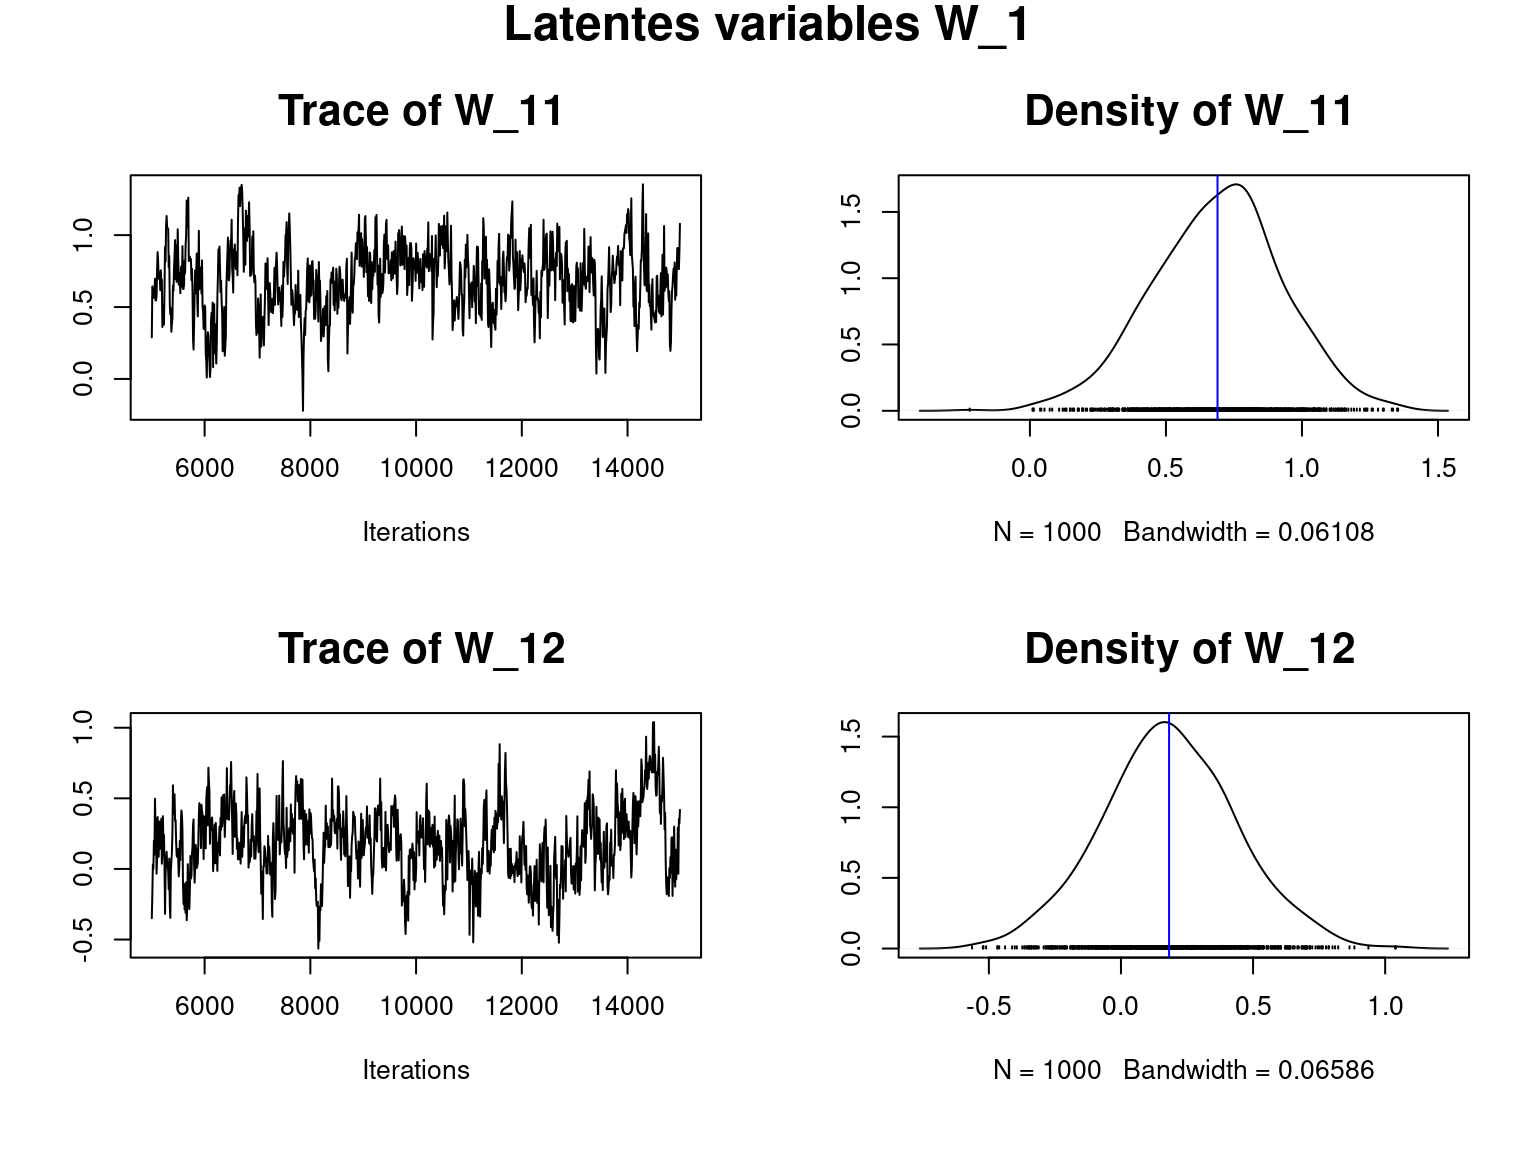 Latentes variables W_1
Trace of W_11
Density of W_11
1.0
0.5
0.0
6000 8000 10000 12000 14000
Iterations
1.5
1.0
0.5
0.0
0.0 0.5 1.0 1.5
N = 1000 Bandwidth = 0.06108
Trace of W_12
Density of W_12
1.0
0.5
0.0
-0.5
6000 8000 10000 12000 14000
Iterations
1.5
1.0
0.5
0.0
-0.5 0.0 0.5 1.0
N = 1000 Bandwidth = 0.06586